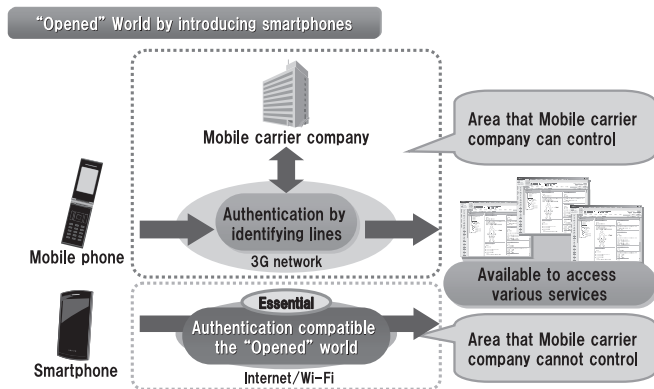 “Opened” World by introducing smartphones
Mobile carrier company
Area that Mobile carrier
company can control
Mobile phone
Authentication by
identifying lines
3G network
Available to access
various services
Smartphone
Essential
Authentication compatible
the “Opened” world
Internet/Wi-Fi
Area that Mobile carrier
company cannot control